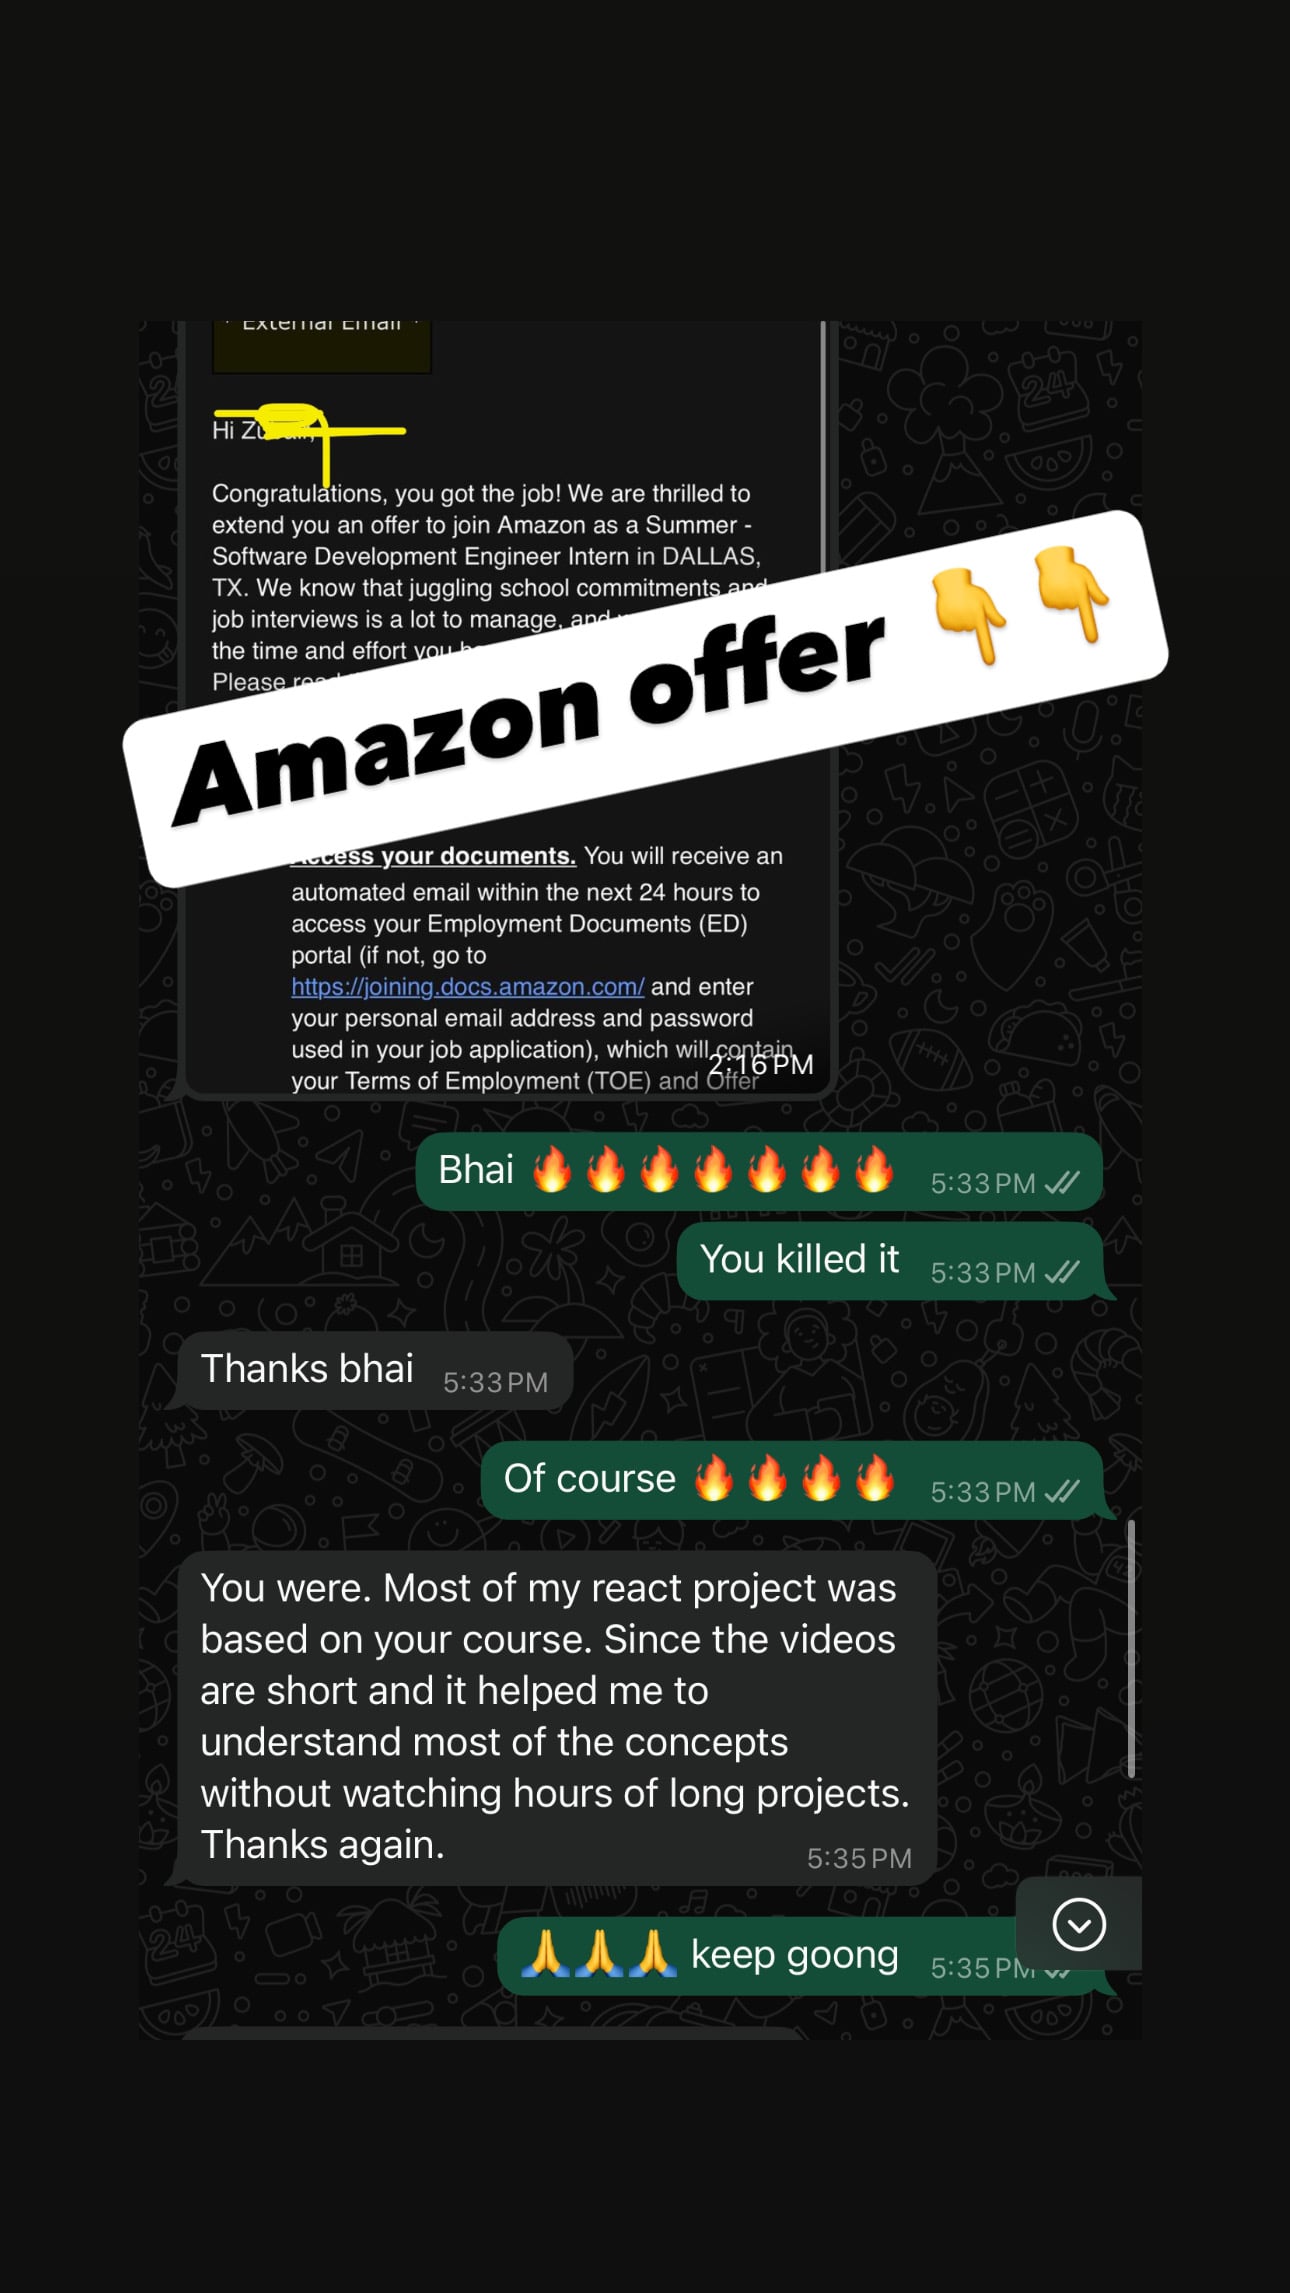 External Email
Hi
Congratulations, you got the job! We are thrilled to
extend you an offer to join Amazon as a Summer -
Software Development Engineer Intern in DALLAS,
TX. We know that juggling school commitments and
job interviews is a lot to manage, and
the time and effort you
Please
Amazon offer 👇👇
Access your documents. You will receive an
automated email within the next 24 hours to
access your Employment Documents (ED)
portal (if not, go to
https://joining.docs.amazon.com/ and enter
your personal email address and password
used in your job application), which will contain
your Terms of Employment (TOE) and Offer
2:16 PM
Bhai 🔥🔥🔥🔥🔥🔥🔥 5:33 PM
You killed it 5:33 PM
Thanks bhai 5:33 PM
Of course 🔥🔥🔥🔥 5:33 PM
You were. Most of my react project was
based on your course. Since the videos
are short and it helped me to
understand most of the concepts
without watching hours of long projects.
Thanks again. 5:35 PM
🙏🙏🙏 keep goong 5:35 PM